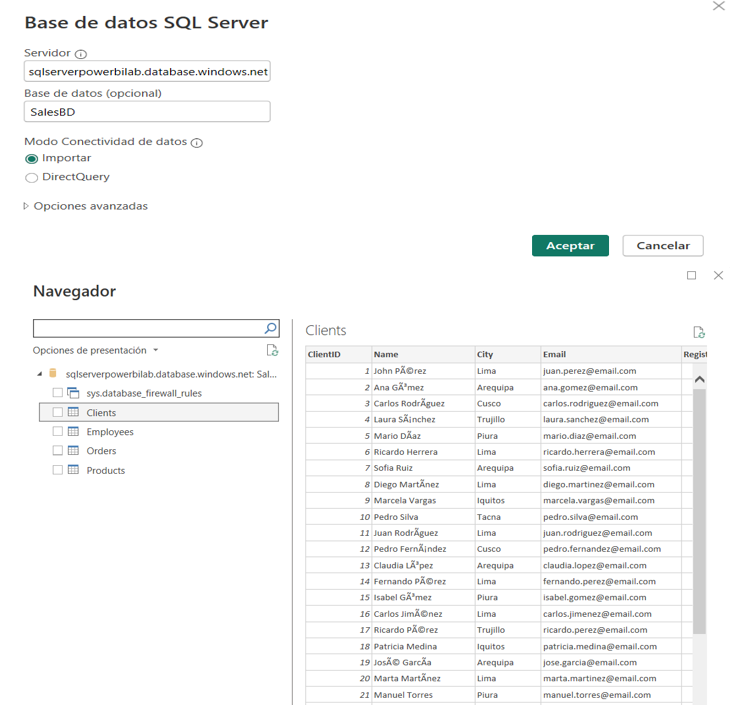 Base de datos SQL Server
Servidor
sqlserverpowerbilab.database.windows.net
Base de datos (opcional)
SalesBD
Modo Conectividad de datos
Importar
DirectQuery
Opciones avanzadas
Aceptar Cancelar
Navegador
Opciones de presentación
sqlserverpowerbilab.database.windows.net: Sal...
sys.database_firewall_rules
Clients
Employees
Orders
Products
Clients
ClientID Name City Email Regist
1 John PÃ©rez Lima juan.perez@email.com
2 Ana GÃ³mez Arequipa ana.gomez@email.com
3 Carlos RodrÃ­guez Cusco carlos.rodriguez@email.com
4 Laura SÃ¡nchez Trujillo laura.sanchez@email.com
5 Mario DÃ­az Piura mario.diaz@email.com
6 Ricardo Herrera Lima ricardo.herrera@email.com
7 Sofia Ruiz Arequipa sofia.ruiz@email.com
8 Diego MartÃ­nez Lima diego.martinez@email.com
9 Marcela Vargas Iquitos marcela.vargas@email.com
10 Pedro Silva Tacna pedro.silva@email.com
11 Juan RodrÃ­guez Lima juan.rodriguez@email.com
12 Pedro FernÃ¡ndez Cusco pedro.fernandez@email.com
13 Claudia LÃ³pez Arequipa claudia.lopez@email.com
14 Fernando PÃ©rez Lima fernando.perez@email.com
15 Isabel GÃ³mez Piura isabel.gomez@email.com
16 Carlos JimÃ©nez Lima carlos.jimenez@email.com
17 Ricardo PÃ©rez Trujillo ricardo.perez@email.com
18 Patricia Medina Iquitos patricia.medina@email.com
19 JosÃ© GarcÃ­a Arequipa jose.garcia@email.com
20 Marta MartÃ­nez Lima marta.martinez@email.com
21 Manuel Torres Piura manuel.torres@email.com